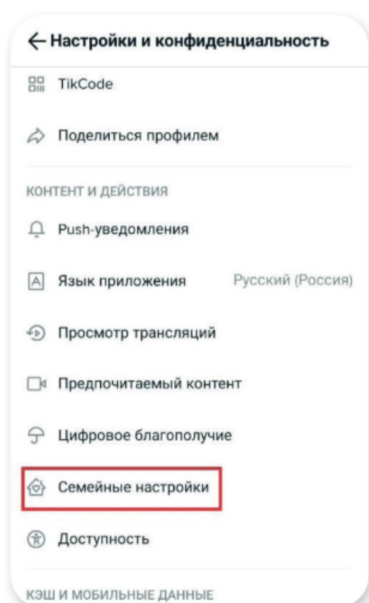 Настройки и конфиденциальность
TikCode
Поделиться профилем
КОНТЕНТ И ДЕЙСТВИЯ
Push-уведомления
Язык приложения Русский (Россия)
Просмотр трансляций
Предпочитаемый контент
Цифровое благополучие
Семейные настройки
Доступность
КЭШ И МОБИЛЬНЫЕ ДАННЫЕ